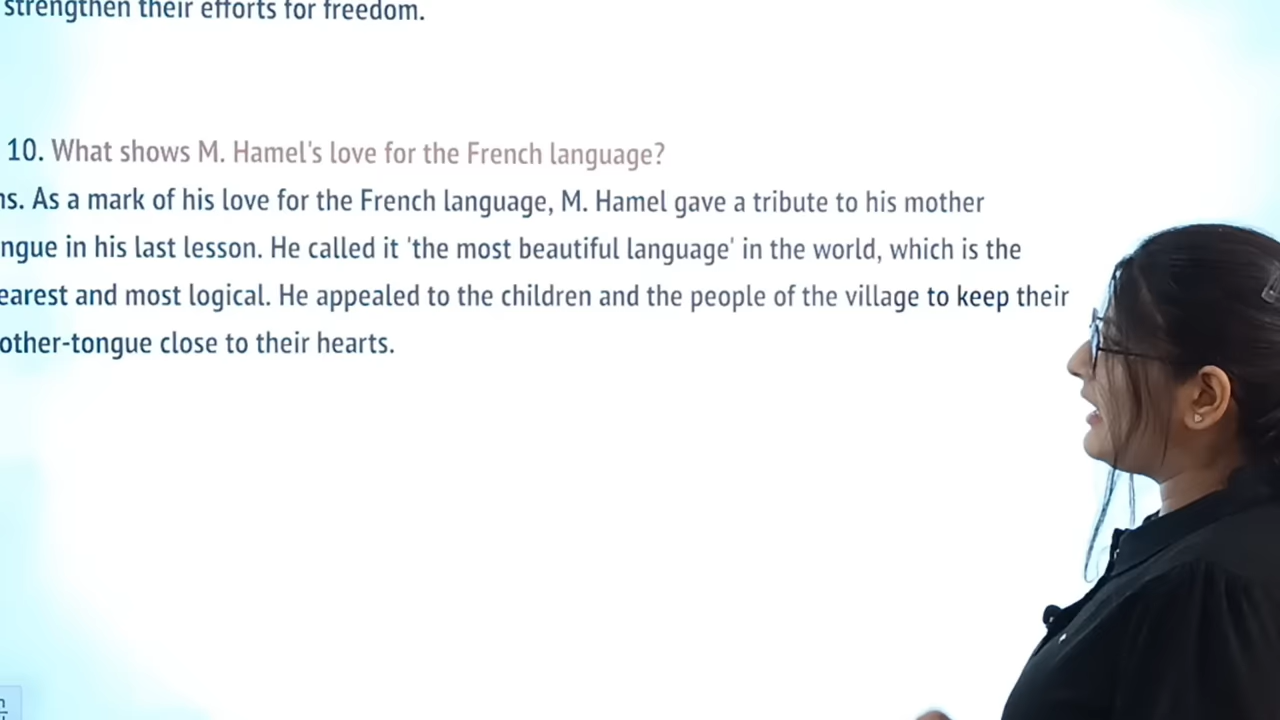 strengthen their efforts for freedom.
10. What shows M. Hamel's love for the French language?
ns. As a mark of his love for the French language, M. Hamel gave a tribute to his mother
ngue in his last lesson. He called it 'the most beautiful language' in the world, which is the
earest and most logical. He appealed to the children and the people of the village to keep their
other-tongue close to their hearts.